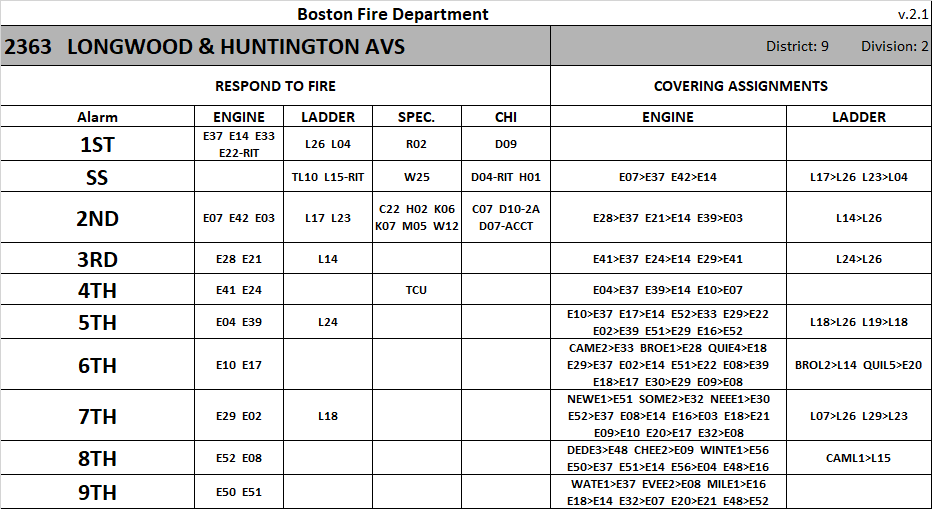 Boston Fire Department v.2.1
2363 LONGWOOD & HUNTINGTON AVS District: 9 Division: 2
RESPOND TO FIRE COVERING ASSIGNMENTS
Alarm ENGINE LADDER SPEC. CHI ENGINE LADDER
1ST E37 E14 E33 E22-RIT L26 L04 R02 D09
SS TL10 L15-RIT W25 D04-RIT H01 E07>E37 E42>E14 L17>L26 L23>L04
2ND E07 E42 E03 L17 L23 C22 H02 K06 K07 M05 W12 C07 D10-2A D07-ACCT E28>E37 E21>E14 E39>E03 L14>L26
3RD E28 E21 L14 E41>E37 E24>E14 E29>E41 L24>L26
4TH E41 E24 TCU E04>E37 E39>E14 E10>E07
5TH E04 E39 L24 E10>E37 E17>E14 E52>E33 E29>E22 E02>E39 E51>E29 E16>E52 L18>L26 L19>L18
6TH E10 E17 CAME2>E33 BROE1>E28 QUIE4>E18 E29>E37 E02>E14 E51>E22 E08>E39 E18>E17 E30>E29 E09>E08 BROL2>L14 QUIL5>E20
7TH E29 E02 L18 NEWE1>E51 SOME2>E32 NEEE1>E30 E52>E37 E08>E14 E16>E03 E18>E21 E09>E10 E20>E17 E32>E08 L07>L26 L29>L23
8TH E52 E08 DEDE3>E48 CHEE2>E09 WINTE1>E56 E50>E37 E51>E14 E56>E04 E48>E16 CAML1>L15
9TH E50 E51 WATE1>E37 EVEE2>E08 MILE1>E16 E18>E14 E32>E07 E20>E21 E48>E52